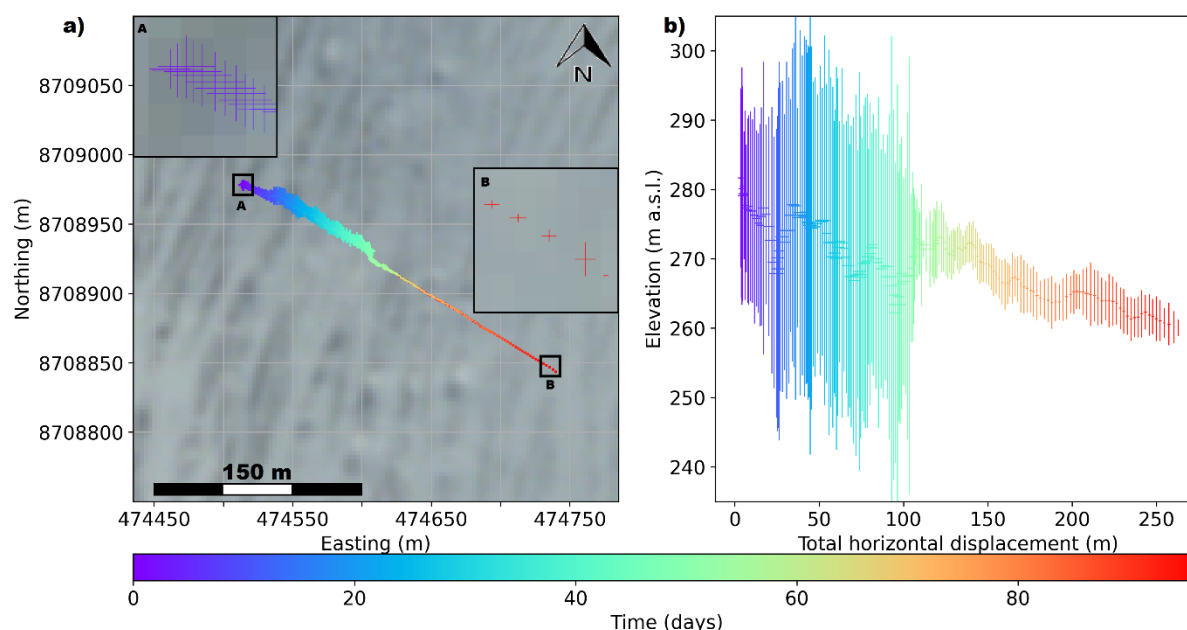 a)
A
N
B
A
B
150 m
8709050
8709000
8708950
8708900
8708850
8708800
Northing (m)
474450
474550
474650
474750
Easting (m)
b)
300
290
280
270
260
250
240
Elevation (m a.s.l.)
0
50
100
150
200
250
Total horizontal displacement (m)
0
20
40
60
80
Time (days)